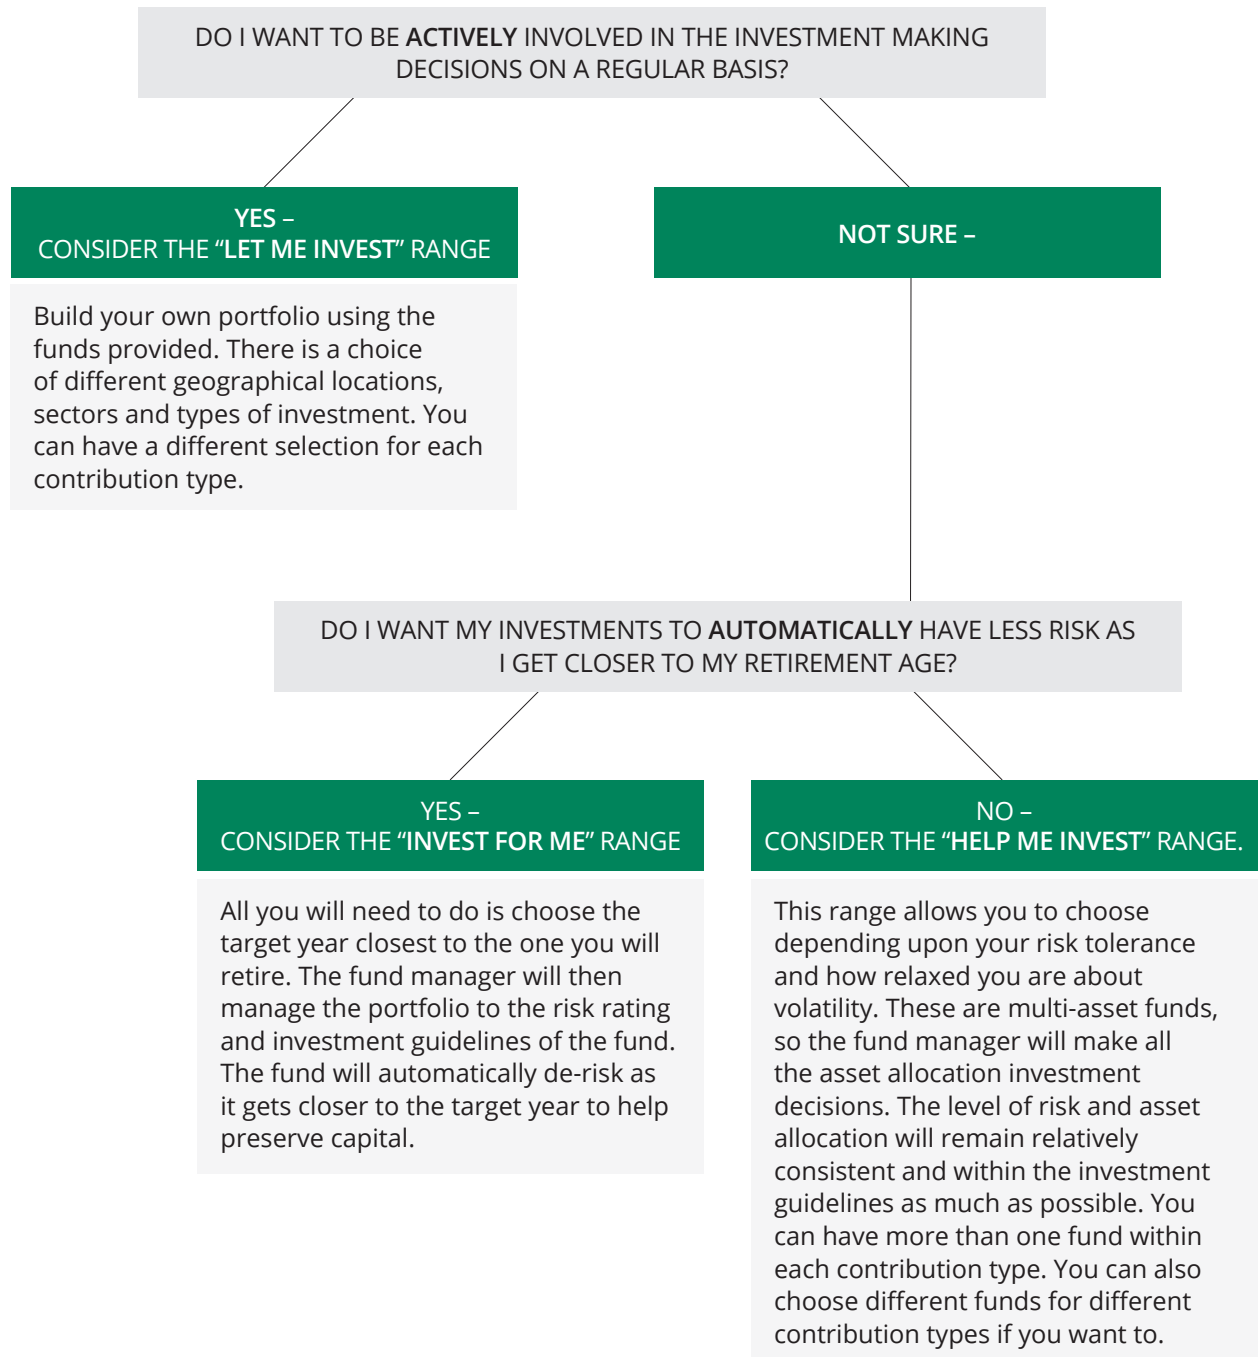 DO I WANT TO BE ACTIVELY INVOLVED IN THE INVESTMENT MAKING
DECISIONS ON A REGULAR BASIS?
YES –
CONSIDER THE “LET ME INVEST” RANGE
Build your own portfolio using the
funds provided. There is a choice
of different geographical locations,
sectors and types of investment. You
can have a different selection for each
contribution type.
NOT SURE –
DO I WANT MY INVESTMENTS TO AUTOMATICALLY HAVE LESS RISK AS
I GET CLOSER TO MY RETIREMENT AGE?
YES –
CONSIDER THE “INVEST FOR ME” RANGE
All you will need to do is choose the
target year closest to the one you will
retire. The fund manager will then
manage the portfolio to the risk rating
and investment guidelines of the fund.
The fund will automatically de-risk as
it gets closer to the target year to help
preserve capital.
NO –
CONSIDER THE “HELP ME INVEST” RANGE.
This range allows you to choose
depending upon your risk tolerance
and how relaxed you are about
volatility. These are multi-asset funds,
so the fund manager will make all
the asset allocation investment
decisions. The level of risk and asset
allocation will remain relatively
consistent and within the investment
guidelines as much as possible. You
can have more than one fund within
each contribution type. You can also
choose different funds for different
contribution types if you want to.